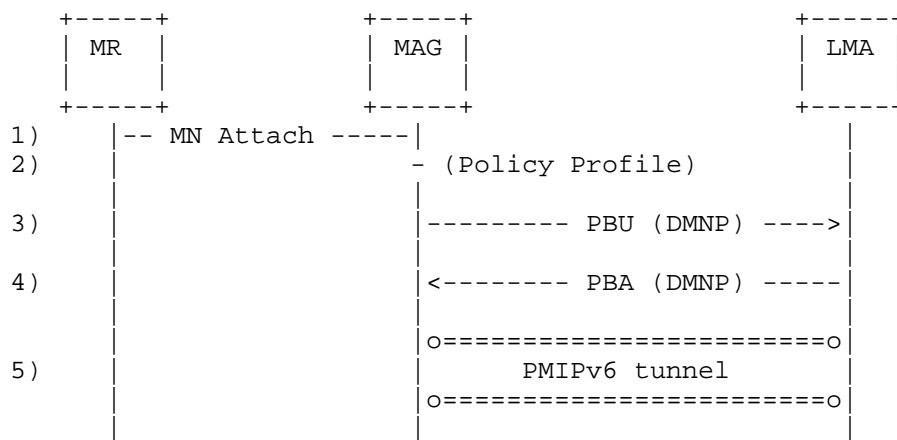 MR MAG LMA
1) -- MN Attach -----
2) - (Policy Profile)
3) --------- PBU (DMNP) ---->
4) <-------- PBA (DMNP) -----
o========================o
5) PMIPv6 tunnel
o========================o